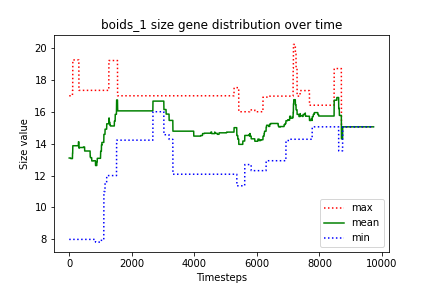 boids_1 size gene distribution over time
Size value
20
18
16
14
12
10
8
0 2000 4000 6000 8000 10000
Timesteps
max
mean
min